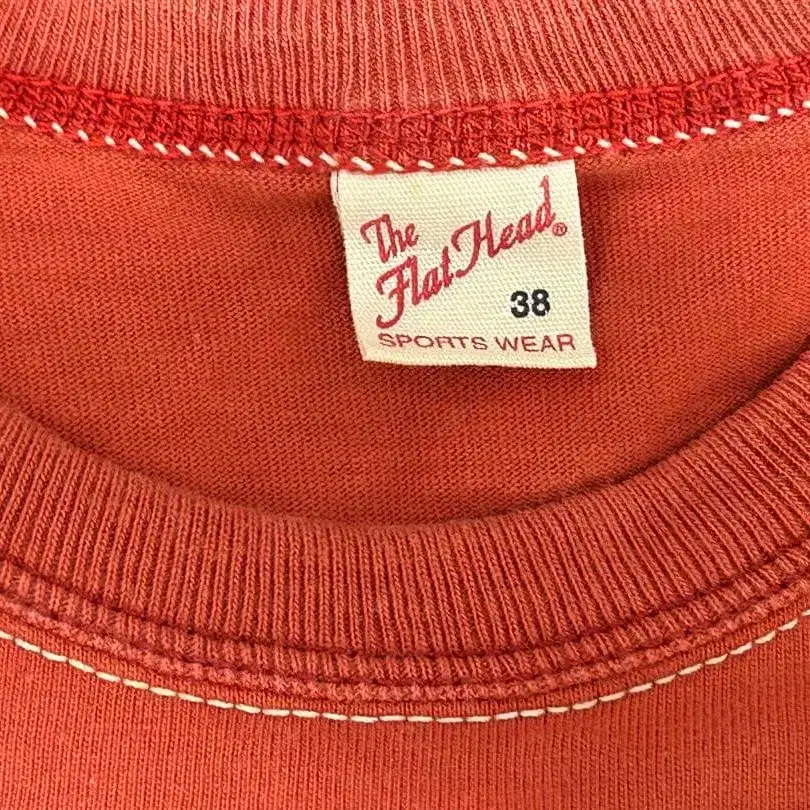 The
Flat Head®
38
SPORTS WEAR